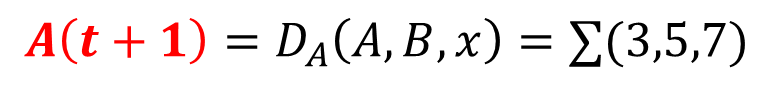 A(t + 1) = D_A(A, B, x) = ∑(3,5,7)